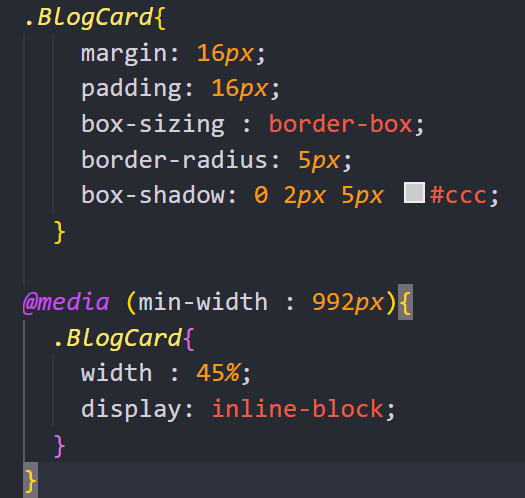 .BlogCard{
    margin: 16px;
    padding: 16px;
    box-sizing : border-box;
    border-radius: 5px;
    box-shadow: 0 2px 5px #ccc;
  }

@media (min-width : 992px){
  .BlogCard{
    width : 45%;
    display: inline-block;
  }
}